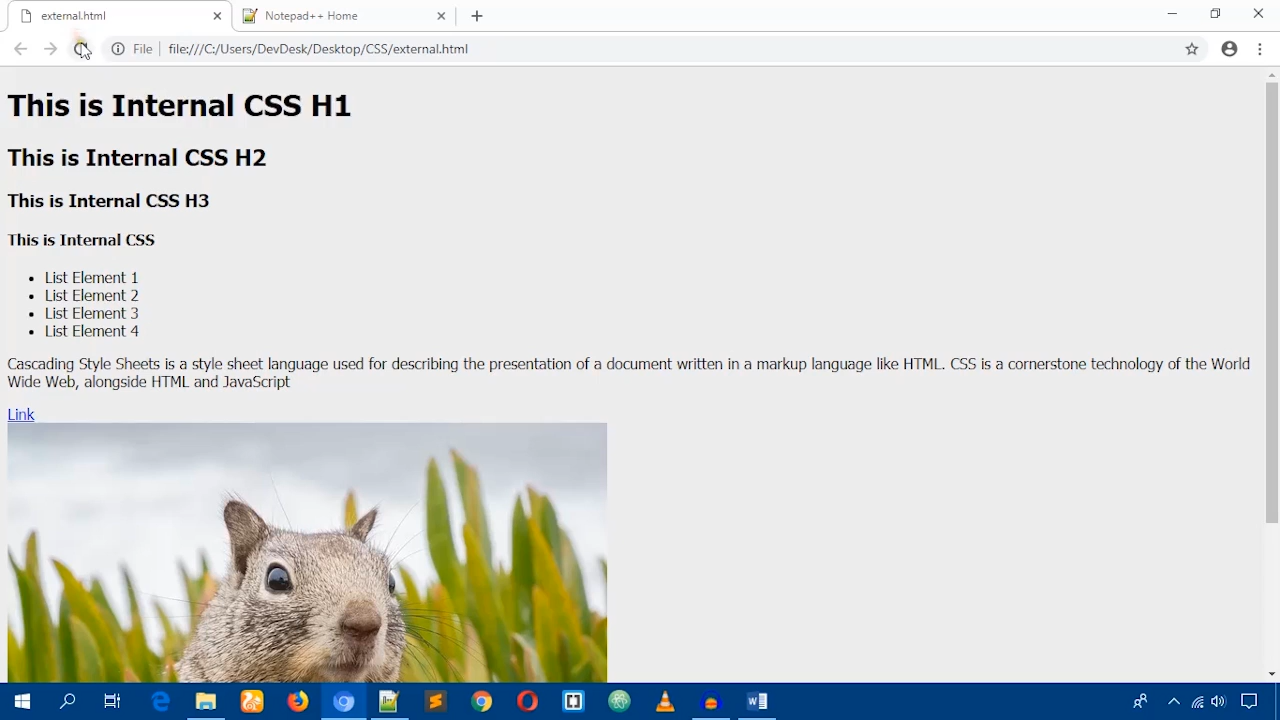 external.html
Notepad++ Home
File
file:///C:/Users/DevDesk/Desktop/CSS/external.html
This is Internal CSS H1
This is Internal CSS H2
This is Internal CSS H3
This is Internal CSS
List Element 1
List Element 2
List Element 3
List Element 4
Cascading Style Sheets is a style sheet language used for describing the presentation of a document written in a markup language like HTML. CSS is a cornerstone technology of the World
Wide Web, alongside HTML and JavaScript
Link